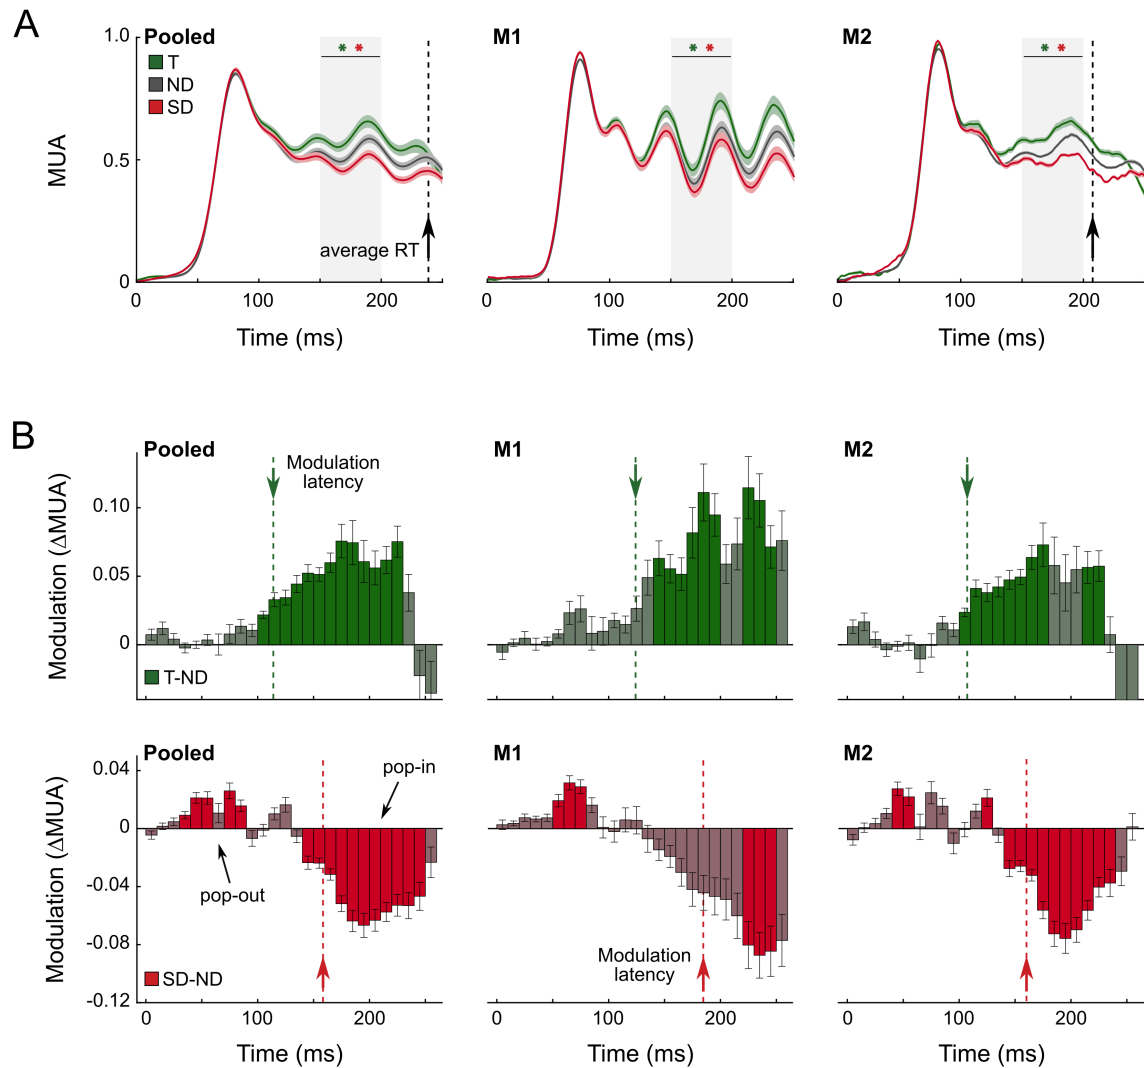 A
Pooled
T
ND
SD
* *
MUA
1.0
0.5
0
average RT
0 100 200
Time (ms)
M1
* *
0 100 200
Time (ms)
M2
* *
0 100 200
Time (ms)
B
Pooled
Modulation
latency
Modulation (ΔMUA)
0.10
0.05
0
T-ND
M1
M2
Pooled
Modulation (ΔMUA)
0.04
0
-0.04
-0.08
-0.12
pop-in
pop-out
SD-ND
0 100 200
Time (ms)
M1
Modulation
latency
0 100 200
Time (ms)
M2
0 100 200
Time (ms)